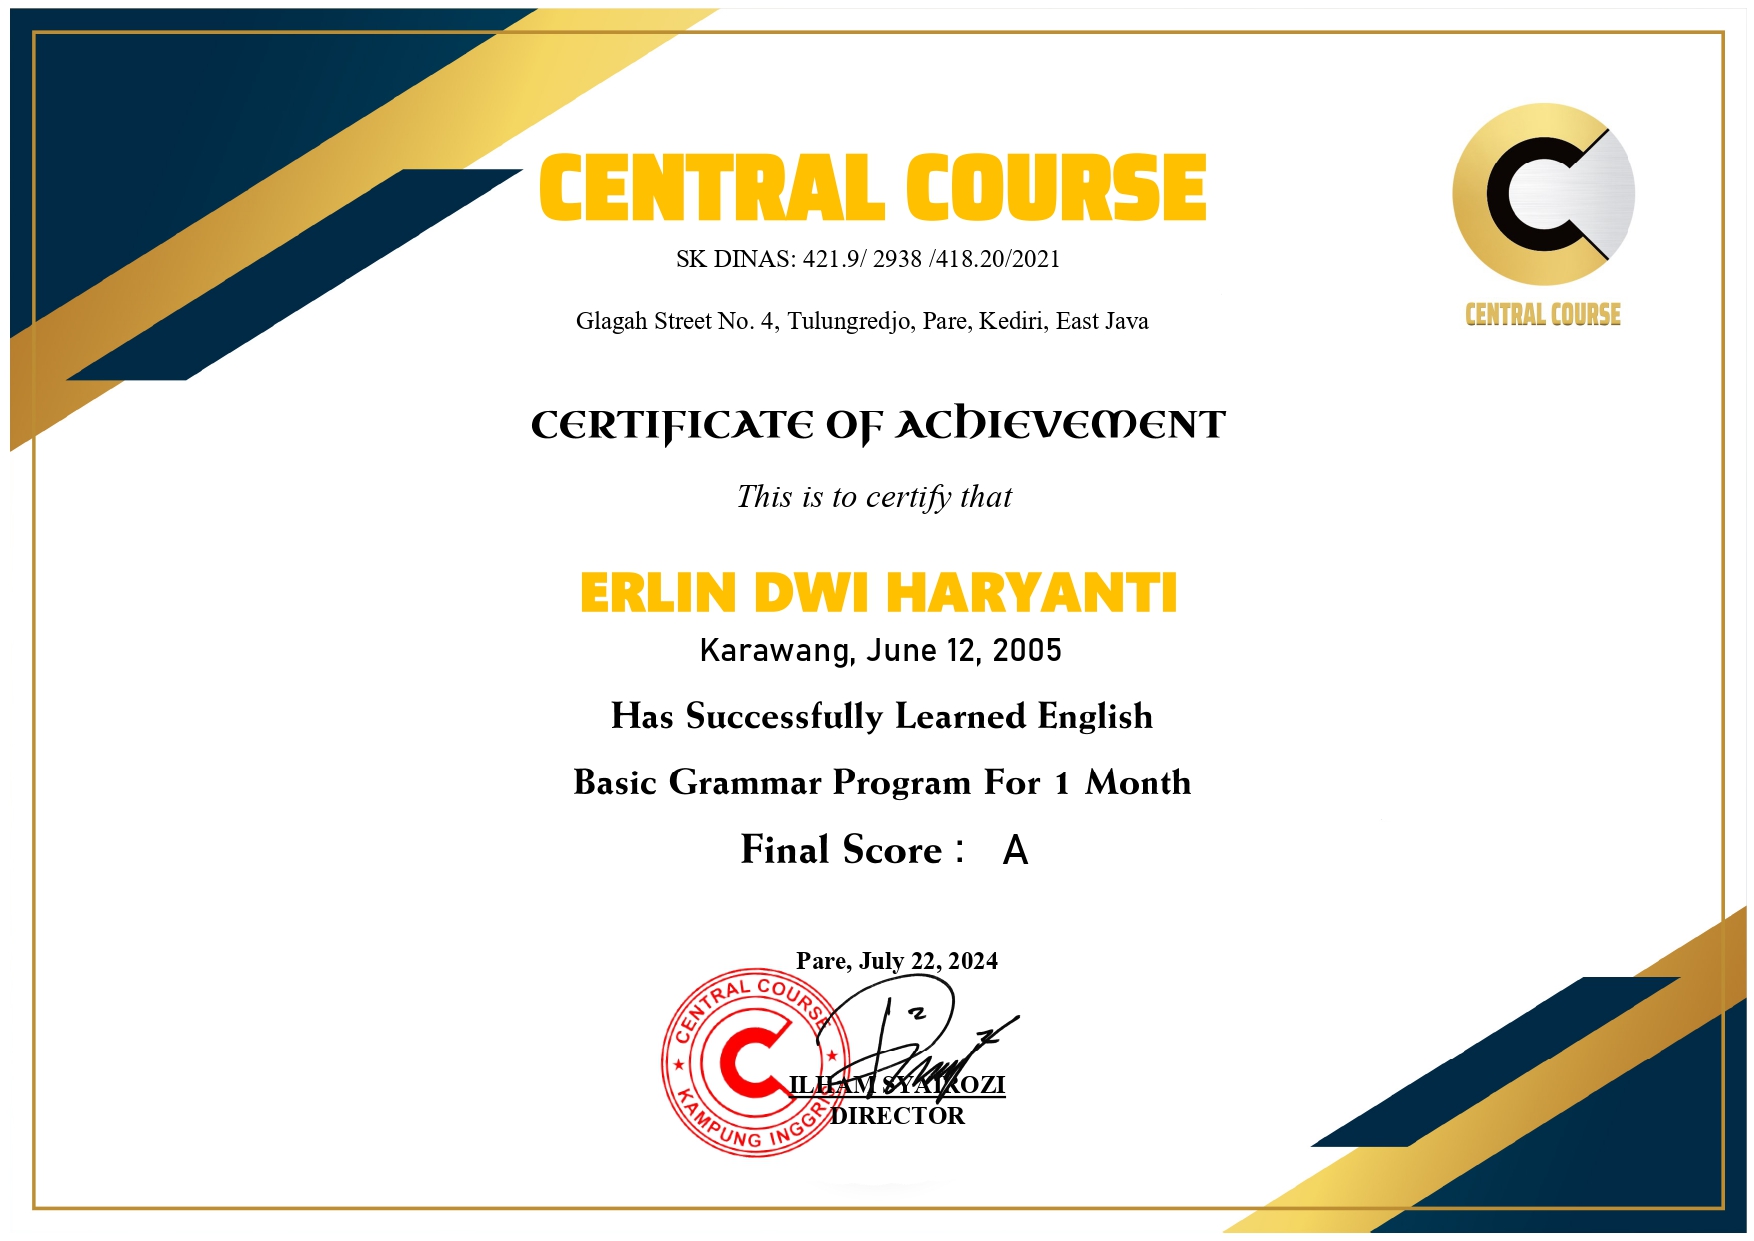 CENTRAL COURSE
SK DINAS: 421.9/ 2938 /418.20/2021
Glagah Street No. 4, Tulungredjo, Pare, Kediri, East Java
CENTRAL COURSE
CERTIFICATE OF ACHIEVEMENT
This is to certify that
ERLIN DWI HARYANTI
Karawang, June 12, 2005
Has Successfully Learned English
Basic Grammar Program For 1 Month
Final Score : A
Pare, July 22, 2024
CENTRAL COURSE
KAMPUNG INGGRIS
ILHAM SYAIROZI
DIRECTOR